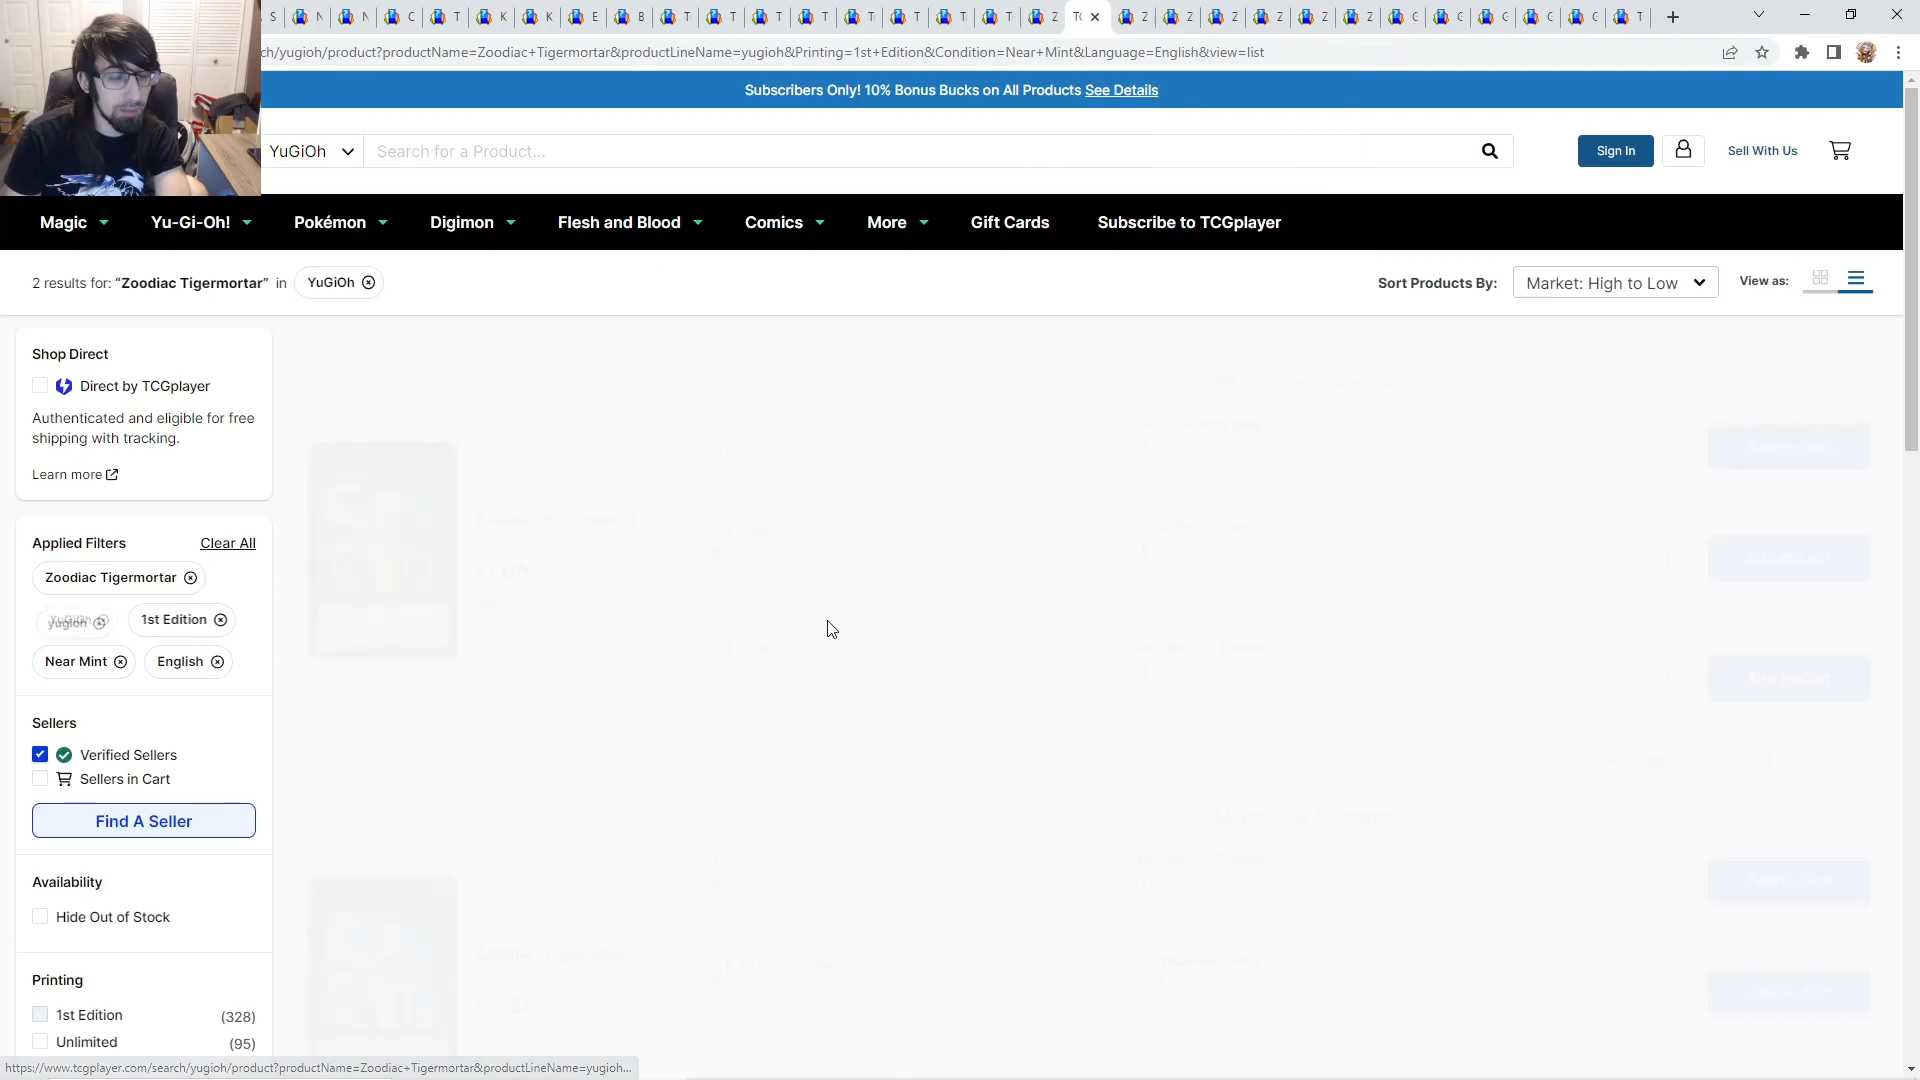 S N N C T K K E B T T T T T T T T Z TC Z Z Z Z Z Z G G G G G T
ch/yugioh/product?productName=Zoodiac+Tigermortar&productLineName=yugioh&Printing=1st+Edition&Condition=Near+Mint&Language=English&view=list
Subscribers Only! 10% Bonus Bucks on All Products See Details
YuGiOh Search for a Product... Sign In Sell With Us
Magic Yu-Gi-Oh! Pokémon Digimon Flesh and Blood Comics More Gift Cards Subscribe to TCGplayer
2 results for: “Zoodiac Tigermortar” in YuGiOh Sort Products By: Market: High to Low View as:
Shop Direct
Direct by TCGplayer
Authenticated and eligible for free
shipping with tracking.
Learn more
Applied Filters Clear All
Zoodiac Tigermortar
yugioh 1st Edition
Near Mint English
Sellers
Verified Sellers
Sellers in Cart
Find A Seller
Availability
Hide Out of Stock
Printing
1st Edition (328)
Unlimited (95)
https://www.tcgplayer.com/search/yugioh/product?productName=Zoodiac+Tigermortar&productLineName=yugioh...